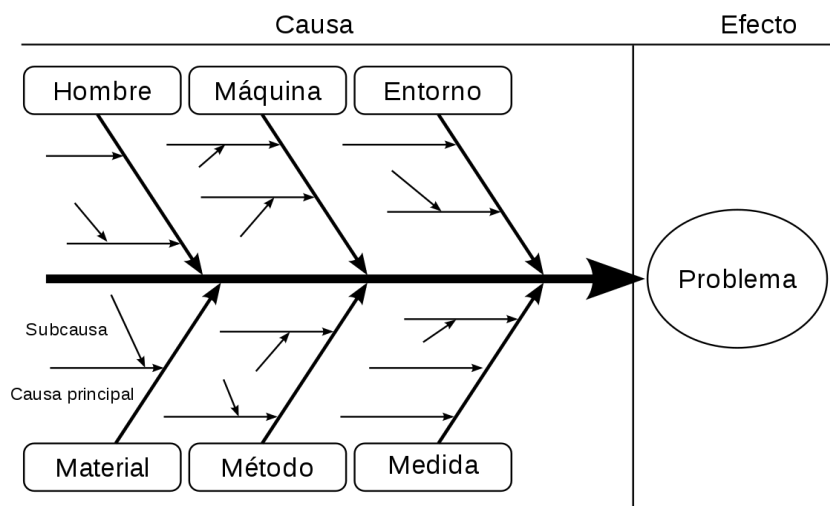 Causa
Efecto
Hombre
Máquina
Entorno
Problema
Subcausa
Causa principal
Material
Método
Medida